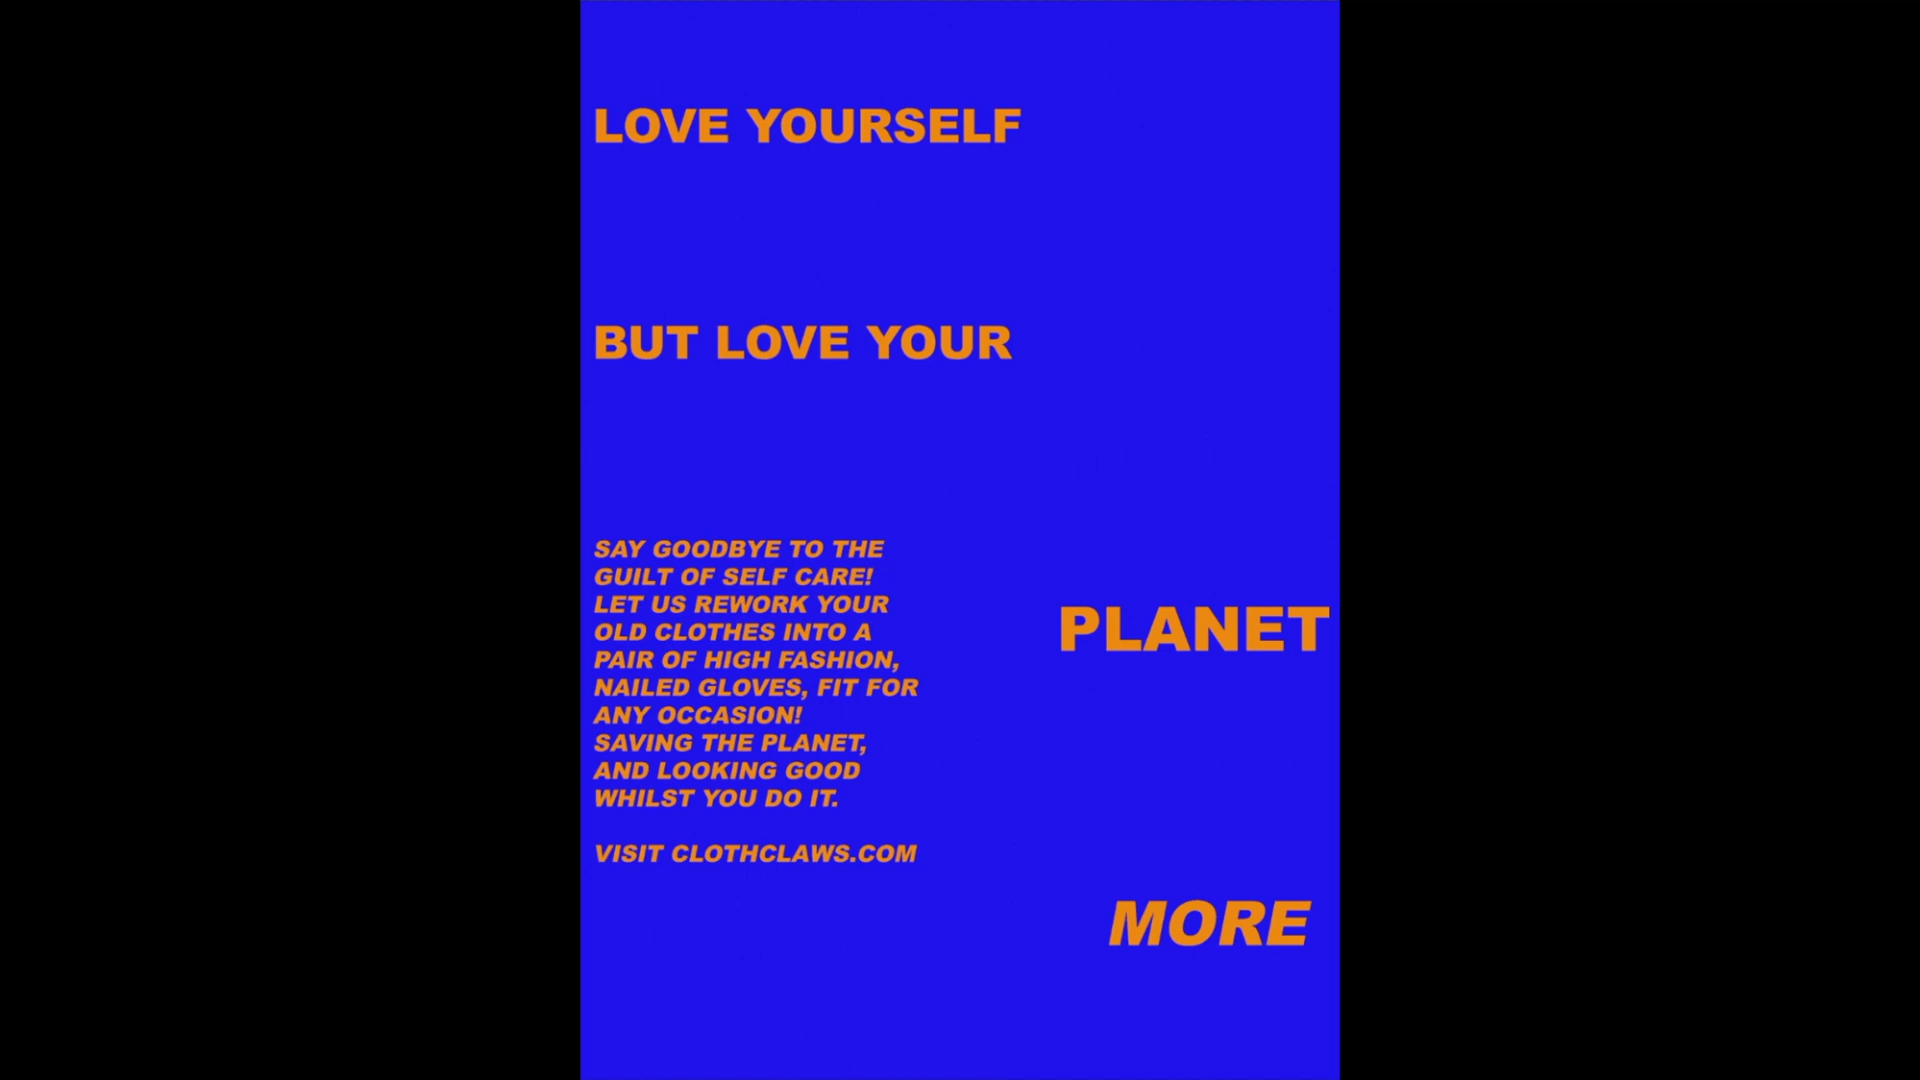 LOVE YOURSELF
BUT LOVE YOUR
PLANET
MORE
SAY GOODBYE TO THE
GUILT OF SELF CARE!
LET US REWORK YOUR
OLD CLOTHES INTO A
PAIR OF HIGH FASHION,
NAILED GLOVES, FIT FOR
ANY OCCASION!
SAVING THE PLANET,
AND LOOKING GOOD
WHILST YOU DO IT.
VISIT CLOTHCLAWS.COM